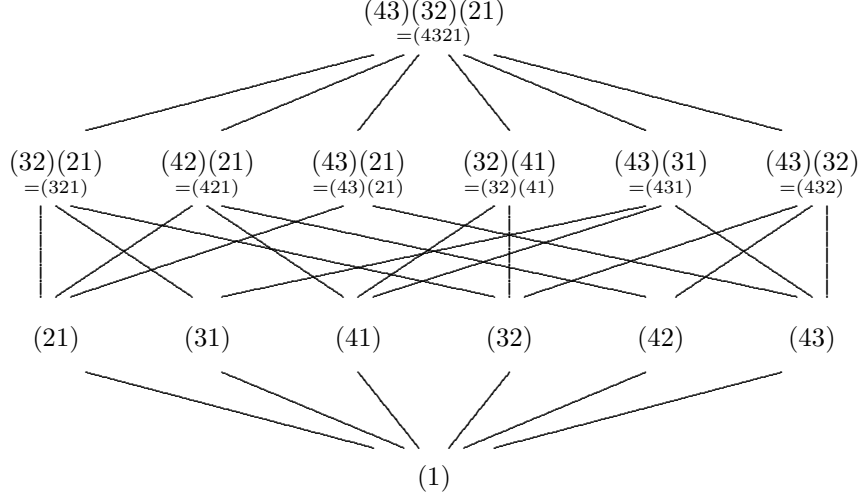 (43)(32)(21)
=(4321)
(32)(21) (42)(21) (43)(21) (32)(41) (43)(31) (43)(32)
=(321) =(421) =(43)(21) =(32)(41) =(431) =(432)
(21) (31) (41) (32) (42) (43)
(1)